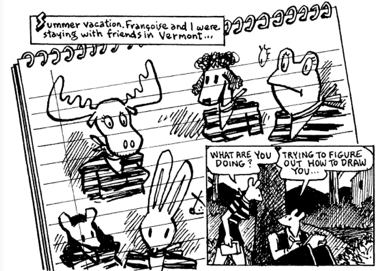 Summer vacation. Françoise and I were
staying with friends in Vermont...
WHAT ARE YOU
DOING?
TRYING TO FIGURE
OUT HOW TO DRAW
YOU...